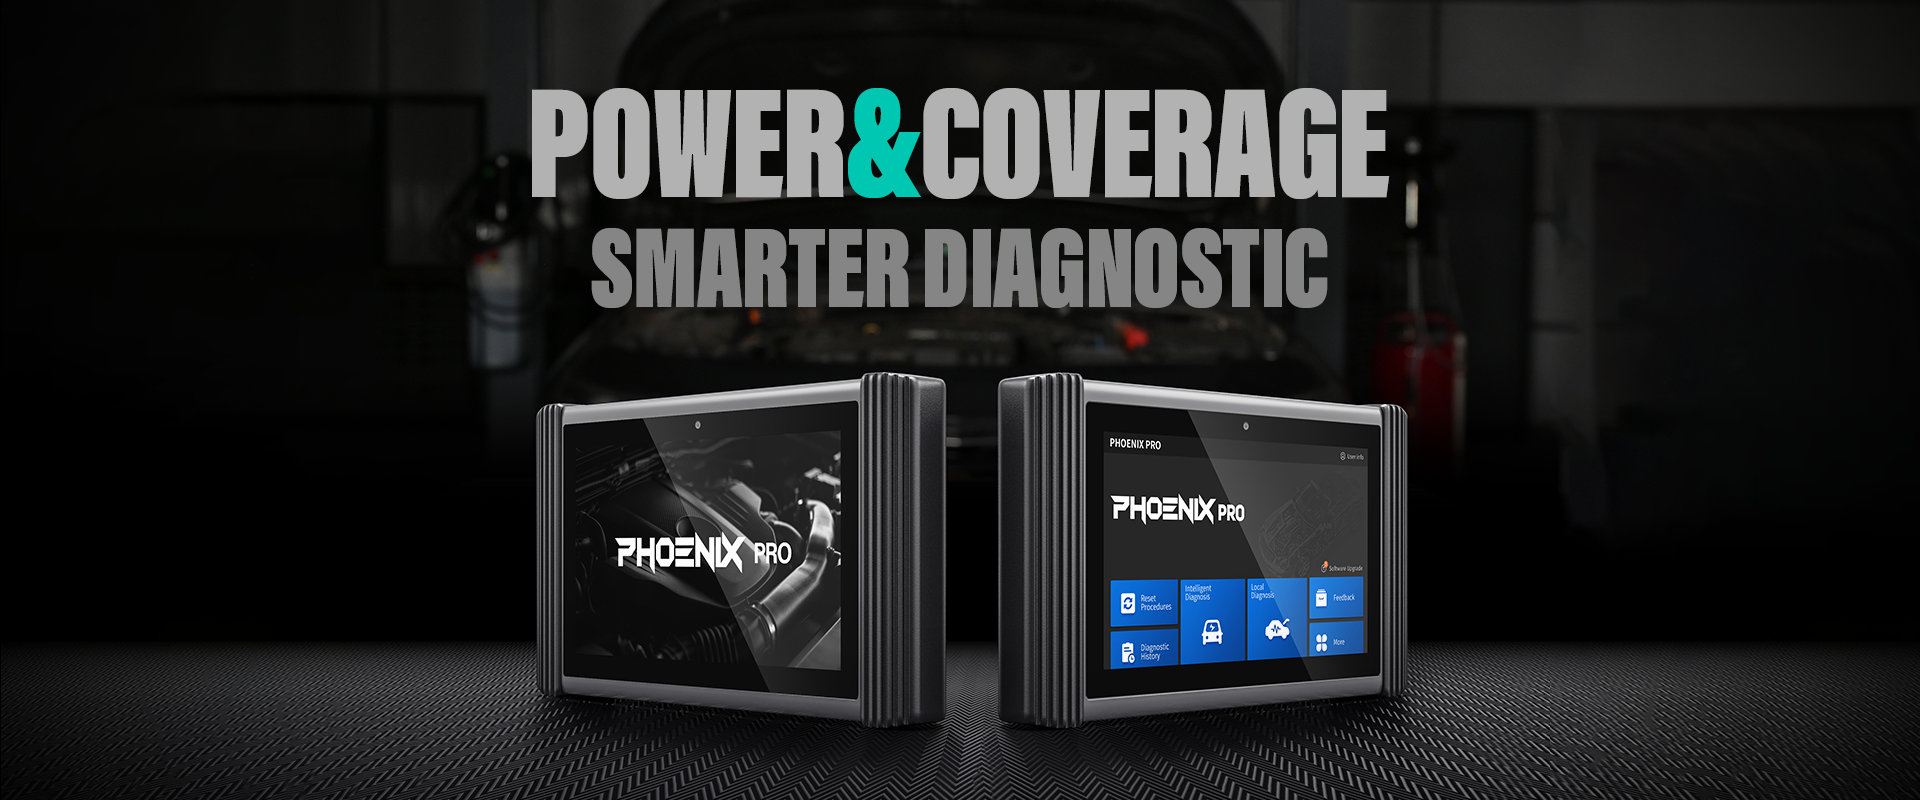 POWER&COVERAGE
SMARTER DIAGNOSTIC
PHOENIX PRO
PHOENIX PRO
User Info
PHOENIX PRO
Software Upgrade
Reset
Procedures
Intelligent
Diagnosis
Local
Diagnosis
Feedback
Diagnostic
History
More